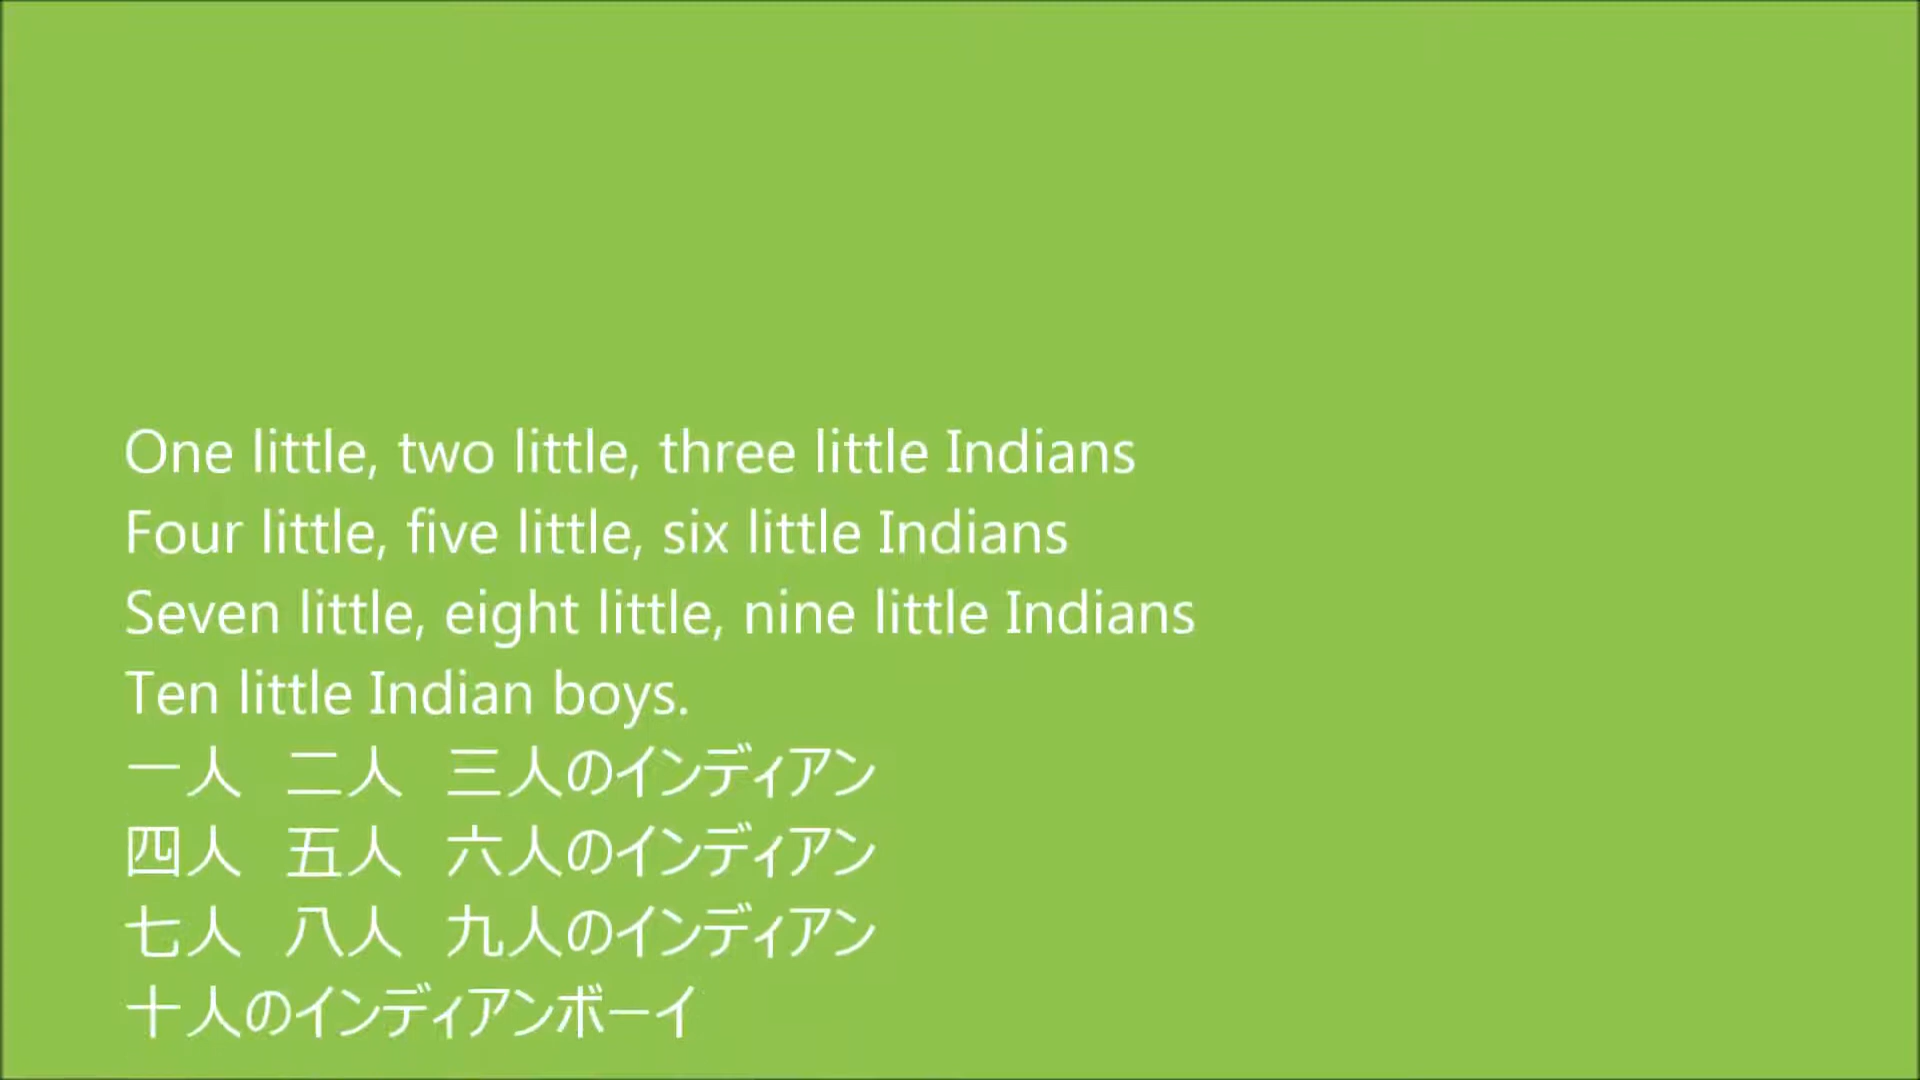 One little, two little, three little Indians
Four little, five little, six little Indians
Seven little, eight little, nine little Indians
Ten little Indian boys.
一人　二人　三人のインディアン
四人　五人　六人のインディアン
七人　八人　九人のインディアン
十人のインディアンボーイ